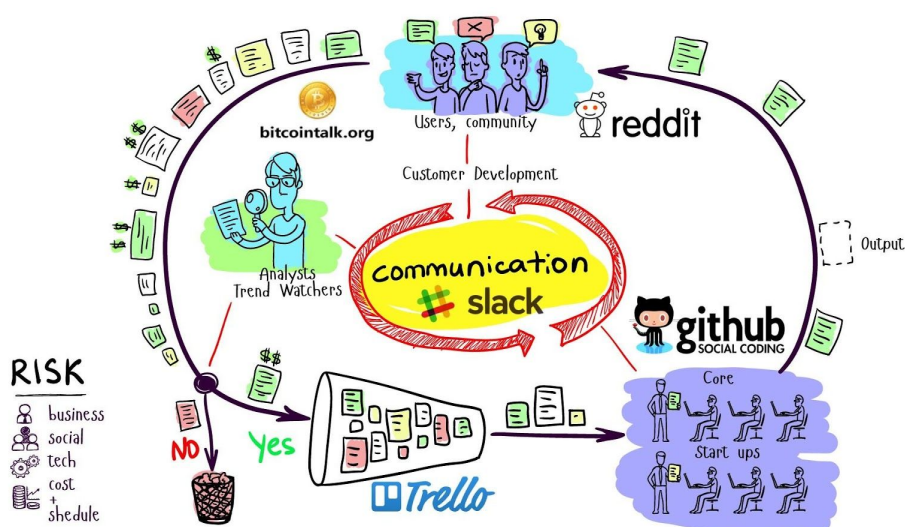 bitcointalk.org
Users, community
reddit
Customer Development
Analysts
Trend Watchers
communication
slack
Output
github
SOCIAL CODING
$
$
$
$
$
$
$
$
$$
RISK
business
social
tech
cost
+
shedule
NO
Yes
Trello
Core
Start ups